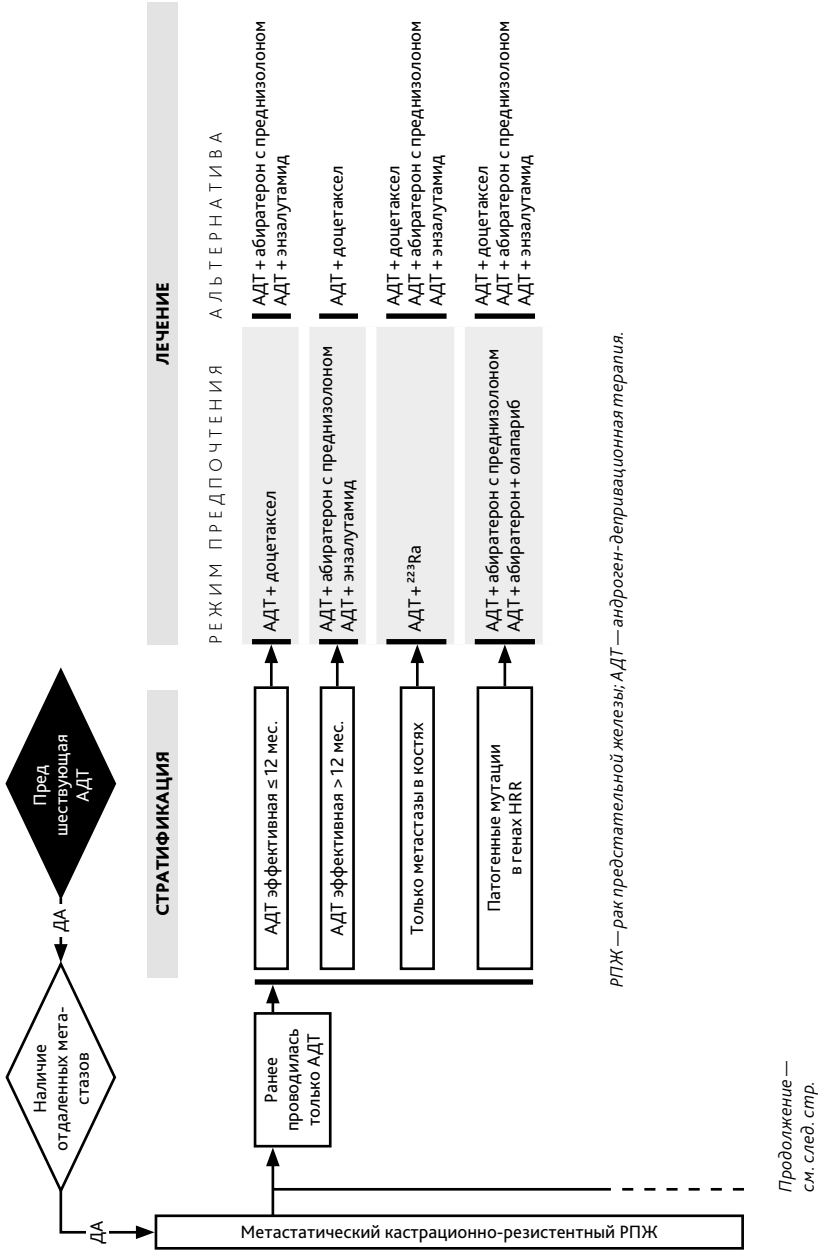 Пред
шествующая
АДТ
ДА
Наличие
отдаленных мета-
стазов
ДА
Метастатический кастрационно-резистентный РПЖ
Ранее
проводилась
только АДТ
СТРАТИФИКАЦИЯ
ЛЕЧЕНИЕ
РЕЖИМ ПРЕДПОЧТЕНИЯ
АЛЬТЕРНАТИВА
АДТ эффективная ≤ 12 мес.
АДТ + доцетаксел
АДТ + абиратерон с преднизолоном
АДТ + энзалутамид
АДТ эффективная > 12 мес.
АДТ + абиратерон с преднизолоном
АДТ + энзалутамид
АДТ + доцетаксел
Только метастазы в костях
АДТ + ²²³Ra
АДТ + доцетаксел
АДТ + абиратерон с преднизолоном
АДТ + энзалутамид
Патогенные мутации
в генах HRR
АДТ + абиратерон с преднизолоном
АДТ + абиратерон + олапариб
АДТ + доцетаксел
АДТ + абиратерон с преднизолоном
АДТ + энзалутамид
РПЖ — рак предстательной железы; АДТ — андроген-депривационная терапия.
Продолжение —
см. след. стр.